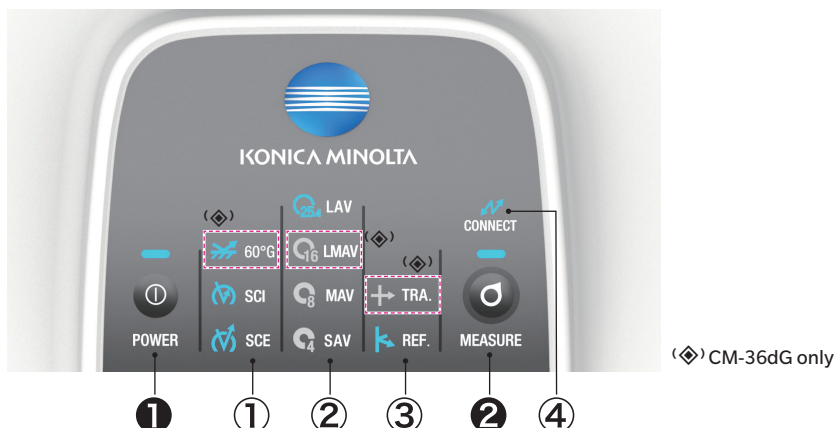 KONICA MINOLTA
25.4 LAV
CONNECT
60°G
16 LMAV
SCI
8 MAV
TRA.
POWER
SCE
4 SAV
REF.
MEASURE
CM-36dG only
❶ ① ② ③ ❷ ④